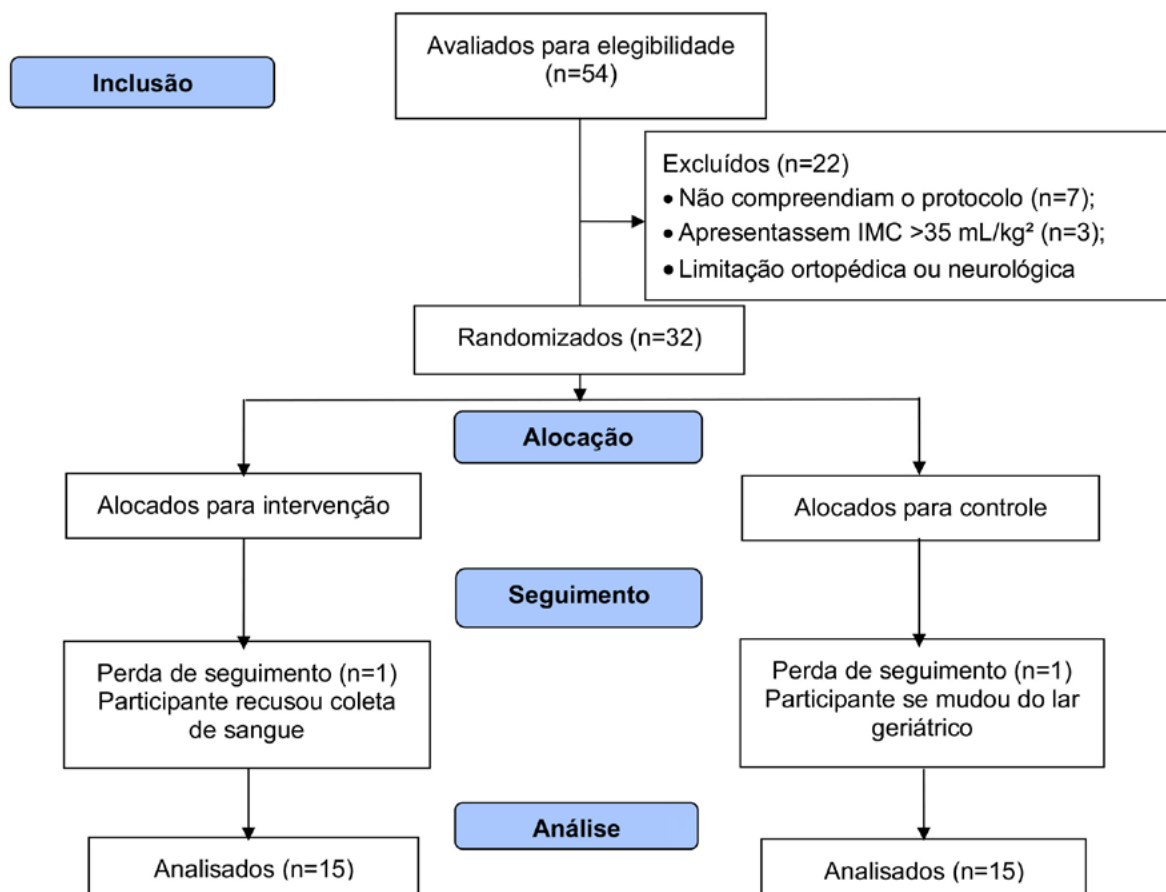 Avaliados para elegibilidade
(n=54)
Inclusão
Excluídos (n=22)
• Não compreendiam o protocolo (n=7);
• Apresentassem IMC >35 mL/kg² (n=3);
• Limitação ortopédica ou neurológica
Randomizados (n=32)
Alocação
Alocados para intervenção
Alocados para controle
Seguimento
Perda de seguimento (n=1)
Participante recusou coleta
de sangue
Perda de seguimento (n=1)
Participante se mudou do lar
geriátrico
Análise
Analisados (n=15)
Analisados (n=15)